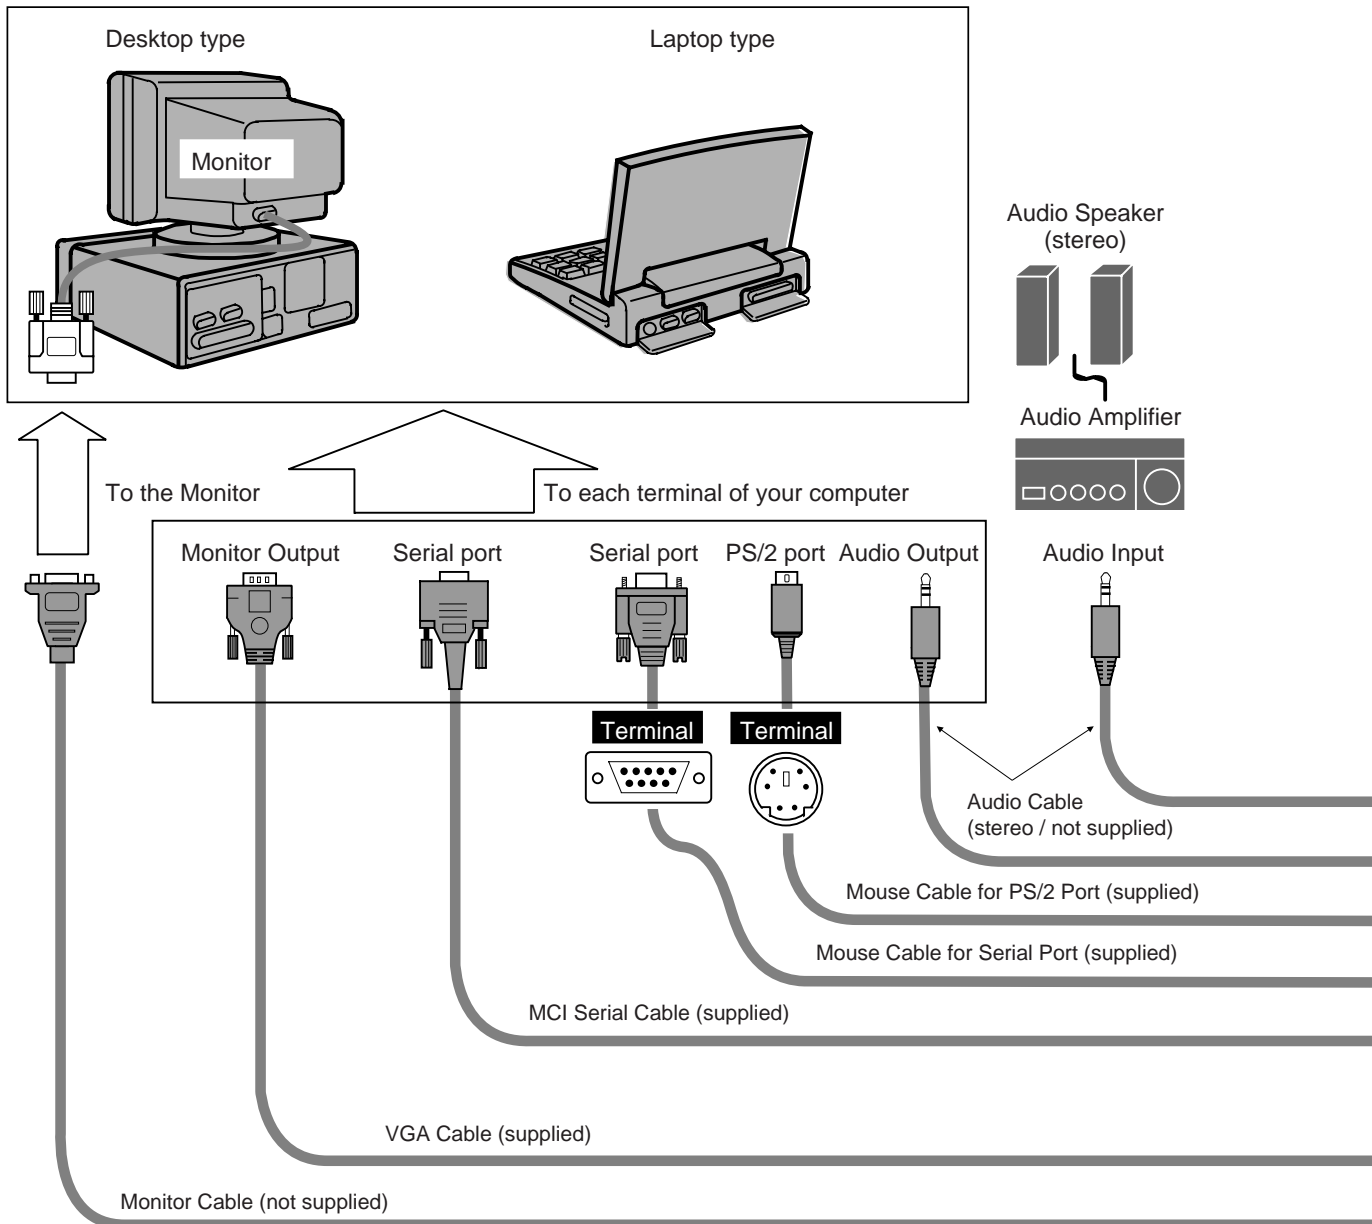 Desktop type
Laptop type
Monitor
Audio Speaker
(stereo)
Audio Amplifier
To the Monitor
To each terminal of your computer
Monitor Output
Serial port
Serial port
PS/2 port
Audio Output
Audio Input
Terminal
Terminal
Audio Cable
(stereo / not supplied)
Mouse Cable for PS/2 Port (supplied)
Mouse Cable for Serial Port (supplied)
MCI Serial Cable (supplied)
VGA Cable (supplied)
Monitor Cable (not supplied)